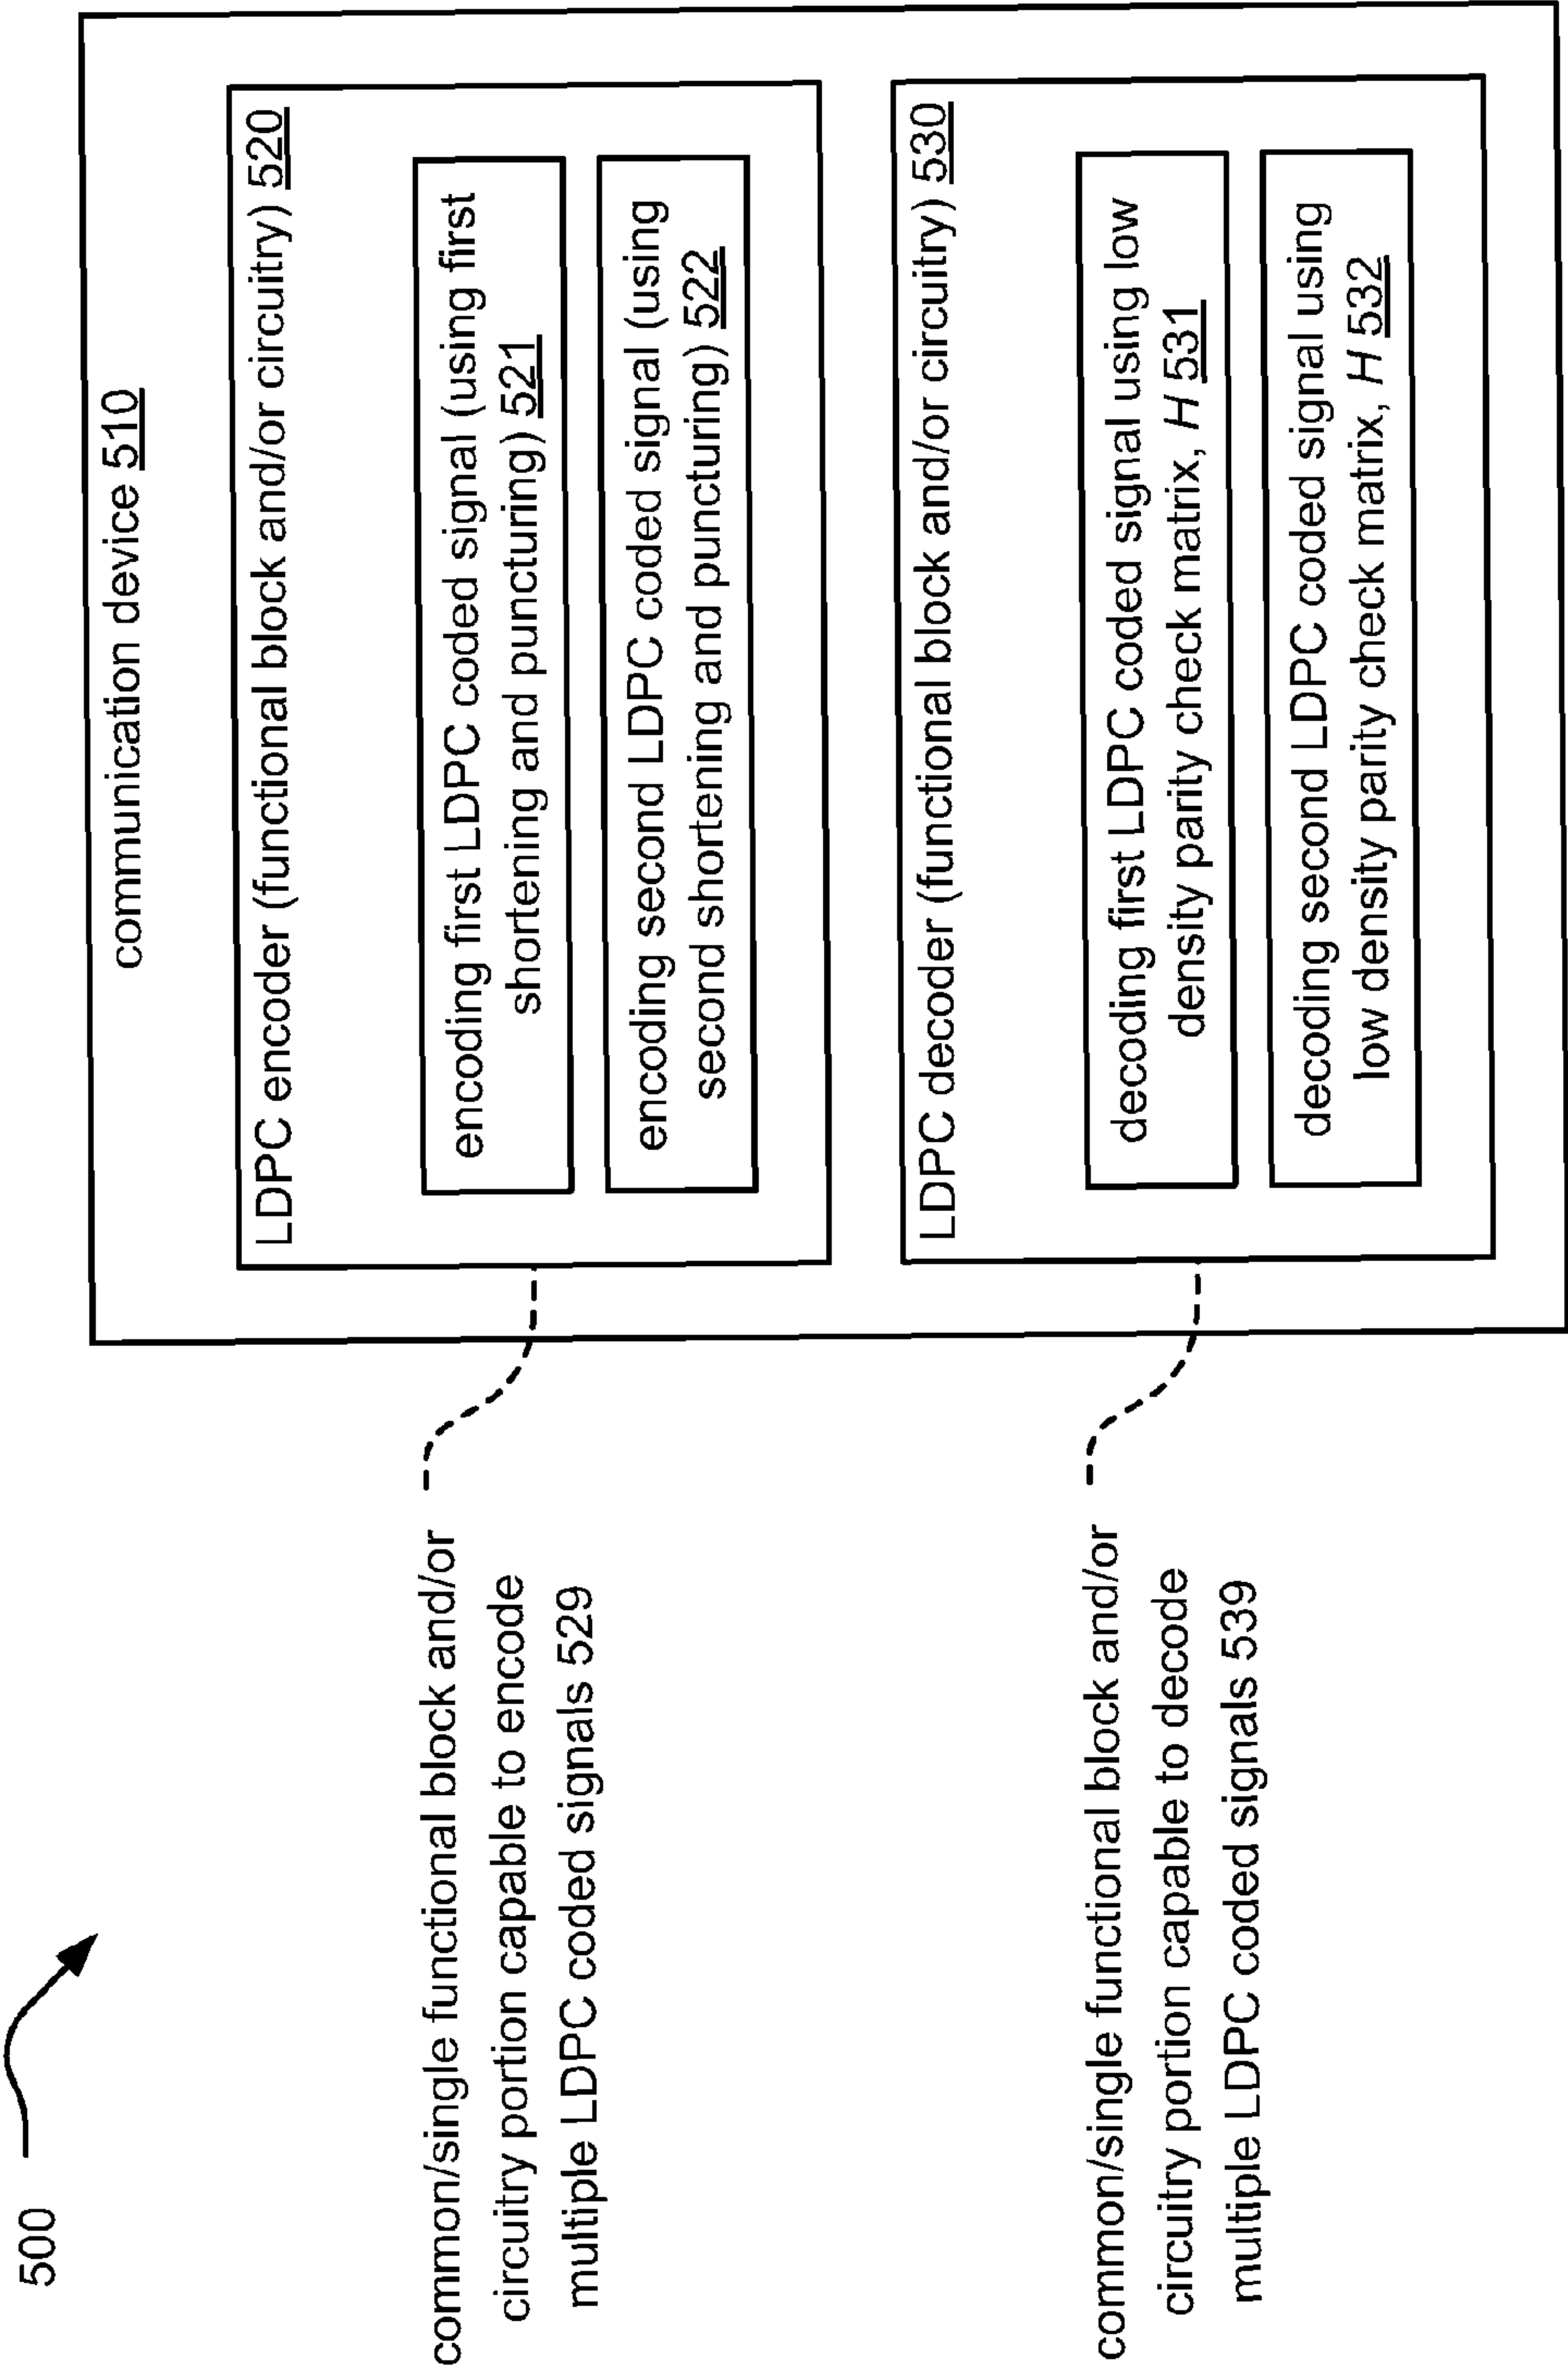 500
communication device 510
LDPC encoder (functional block and/or circuitry) 520
encoding first LDPC coded signal (using first
shortening and puncturing) 521
encoding second LDPC coded signal (using
second shortening and puncturing) 522
common/single functional block and/or
circuitry portion capable to encode
multiple LDPC coded signals 529
LDPC decoder (functional block and/or circuitry) 530
decoding first LDPC coded signal using low
density parity check matrix, H 531
decoding second LDPC coded signal using
low density parity check matrix, H 532
common/single functional block and/or
circuitry portion capable to decode
multiple LDPC coded signals 539